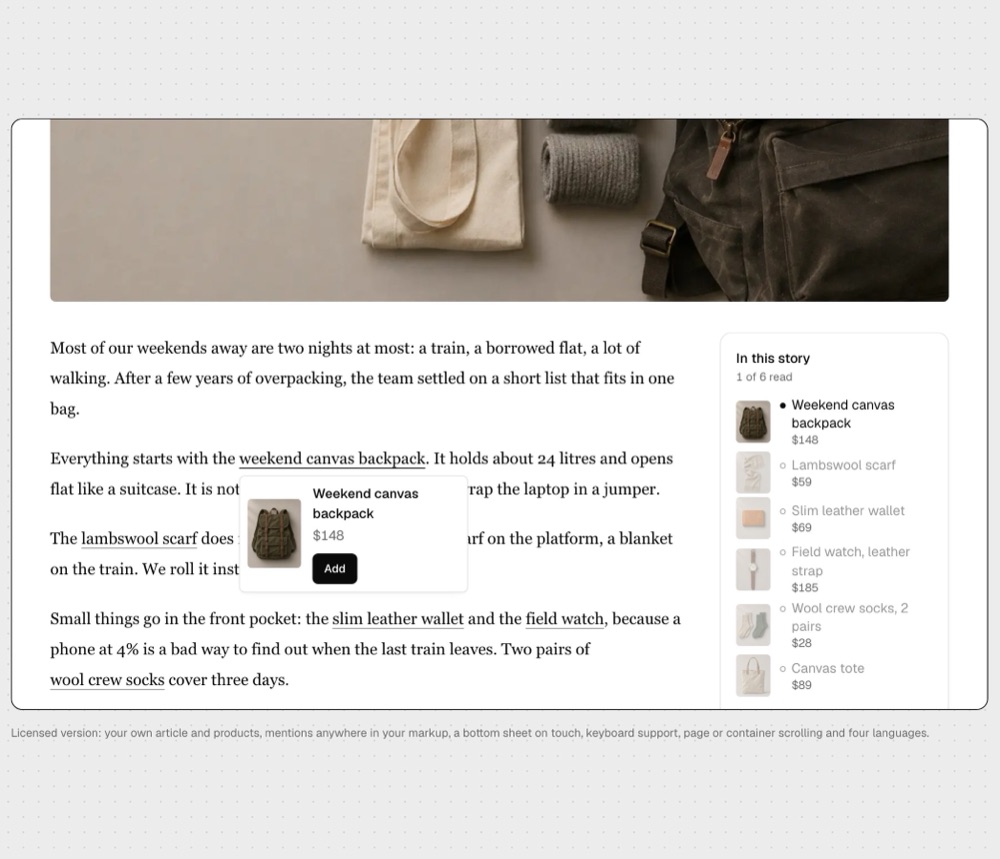 Most of our weekends away are two nights at most: a train, a borrowed flat, a lot of
walking. After a few years of overpacking, the team settled on a short list that fits in one
bag.
Everything starts with the weekend canvas backpack. It holds about 24 litres and opens
flat like a suitcase. It is not
rap the laptop in a jumper.
Weekend canvas
backpack
$148
Add
The lambswool scarf does
arf on the platform, a blanket
on the train. We roll it inst
Small things go in the front pocket: the slim leather wallet and the field watch, because a
phone at 4% is a bad way to find out when the last train leaves. Two pairs of
wool crew socks cover three days.
In this story
1 of 6 read
Weekend canvas
backpack
$148
Lambswool scarf
$59
Slim leather wallet
$69
Field watch, leather
strap
$185
Wool crew socks, 2
pairs
$28
Canvas tote
$89
Licensed version: your own article and products, mentions anywhere in your markup, a bottom sheet on touch, keyboard support, page or container scrolling and four languages.